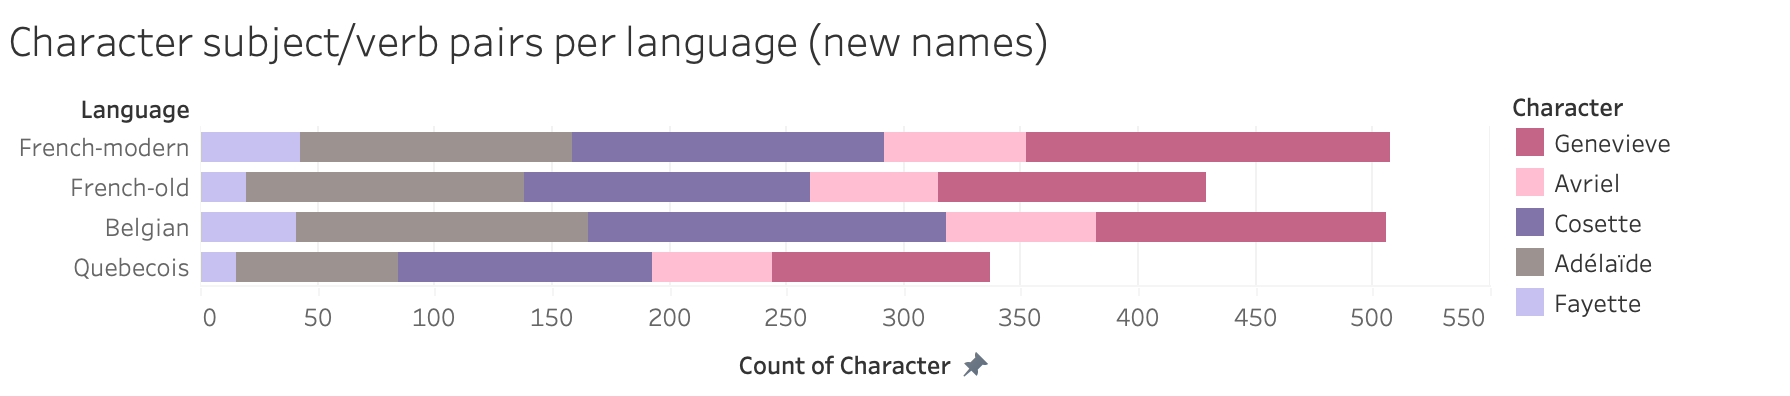 Character subject/verb pairs per language (new names)
Language
French-modern
French-old
Belgian
Quebecois
0 50 100 150 200 250 300 350 400 450 500 550
Count of Character
Character
Genevieve
Avriel
Cosette
Adélaïde
Fayette